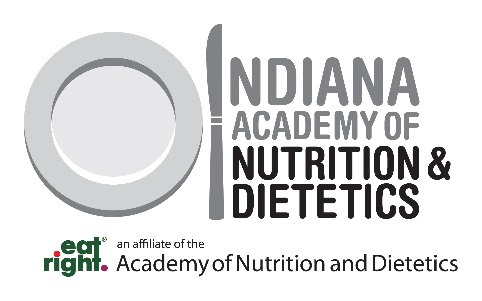 INDIANA
ACADEMY OF
NUTRITION &
DIETETICS
eat®
right.
an affiliate of the
Academy of Nutrition and Dietetics